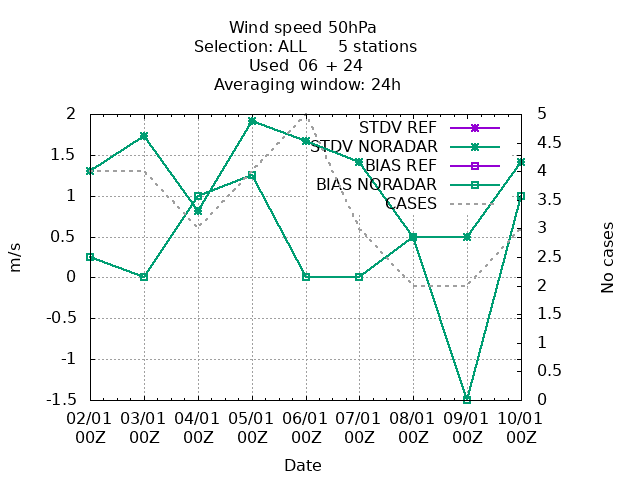 Wind speed 50hPa
Selection: ALL 5 stations
Used 06 + 24
Averaging window: 24h
2
1.5
1
0.5
0
-0.5
-1
-1.5
m/s
5
4.5
4
3.5
3
2.5
2
1.5
1
0.5
0
No cases
STDV REF
STDV NORADAR
BIAS REF
BIAS NORADAR
CASES
02/01 03/01 04/01 05/01 06/01 07/01 08/01 09/01 10/01
00Z 00Z 00Z 00Z 00Z 00Z 00Z 00Z 00Z
Date